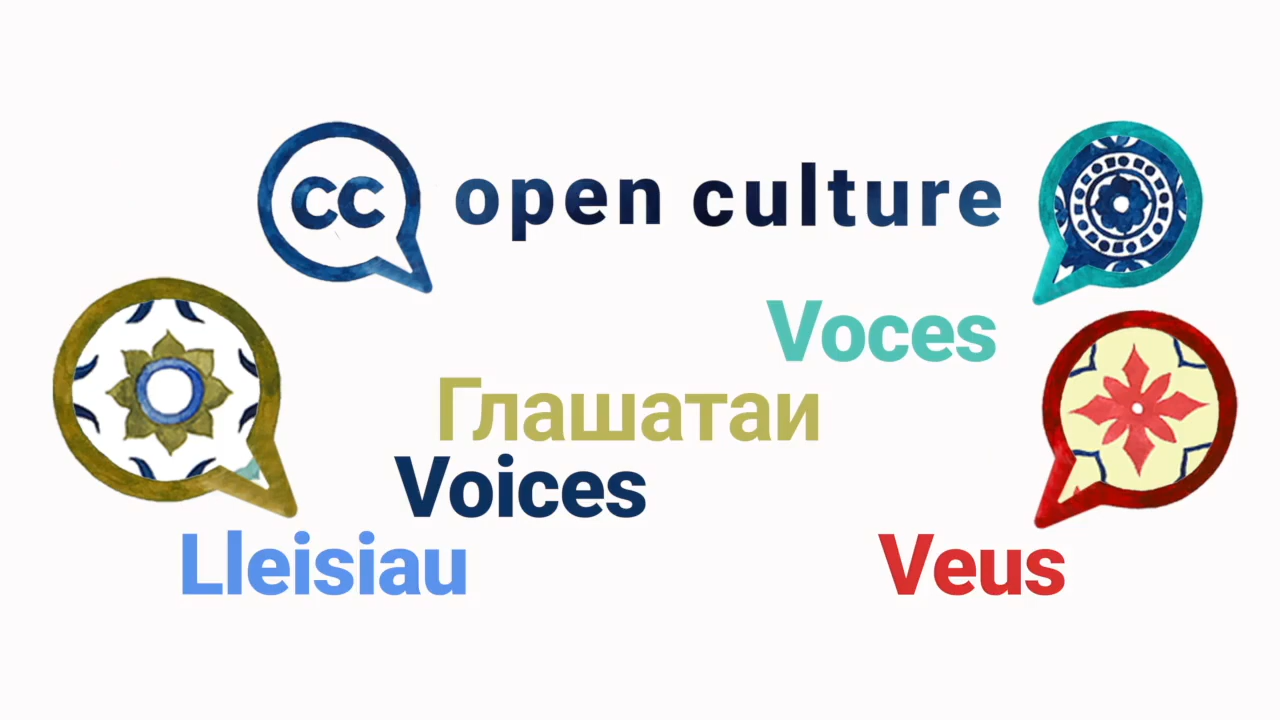 cc open culture
Voces
Глашатаи
Voices
Lleisiau
Veus